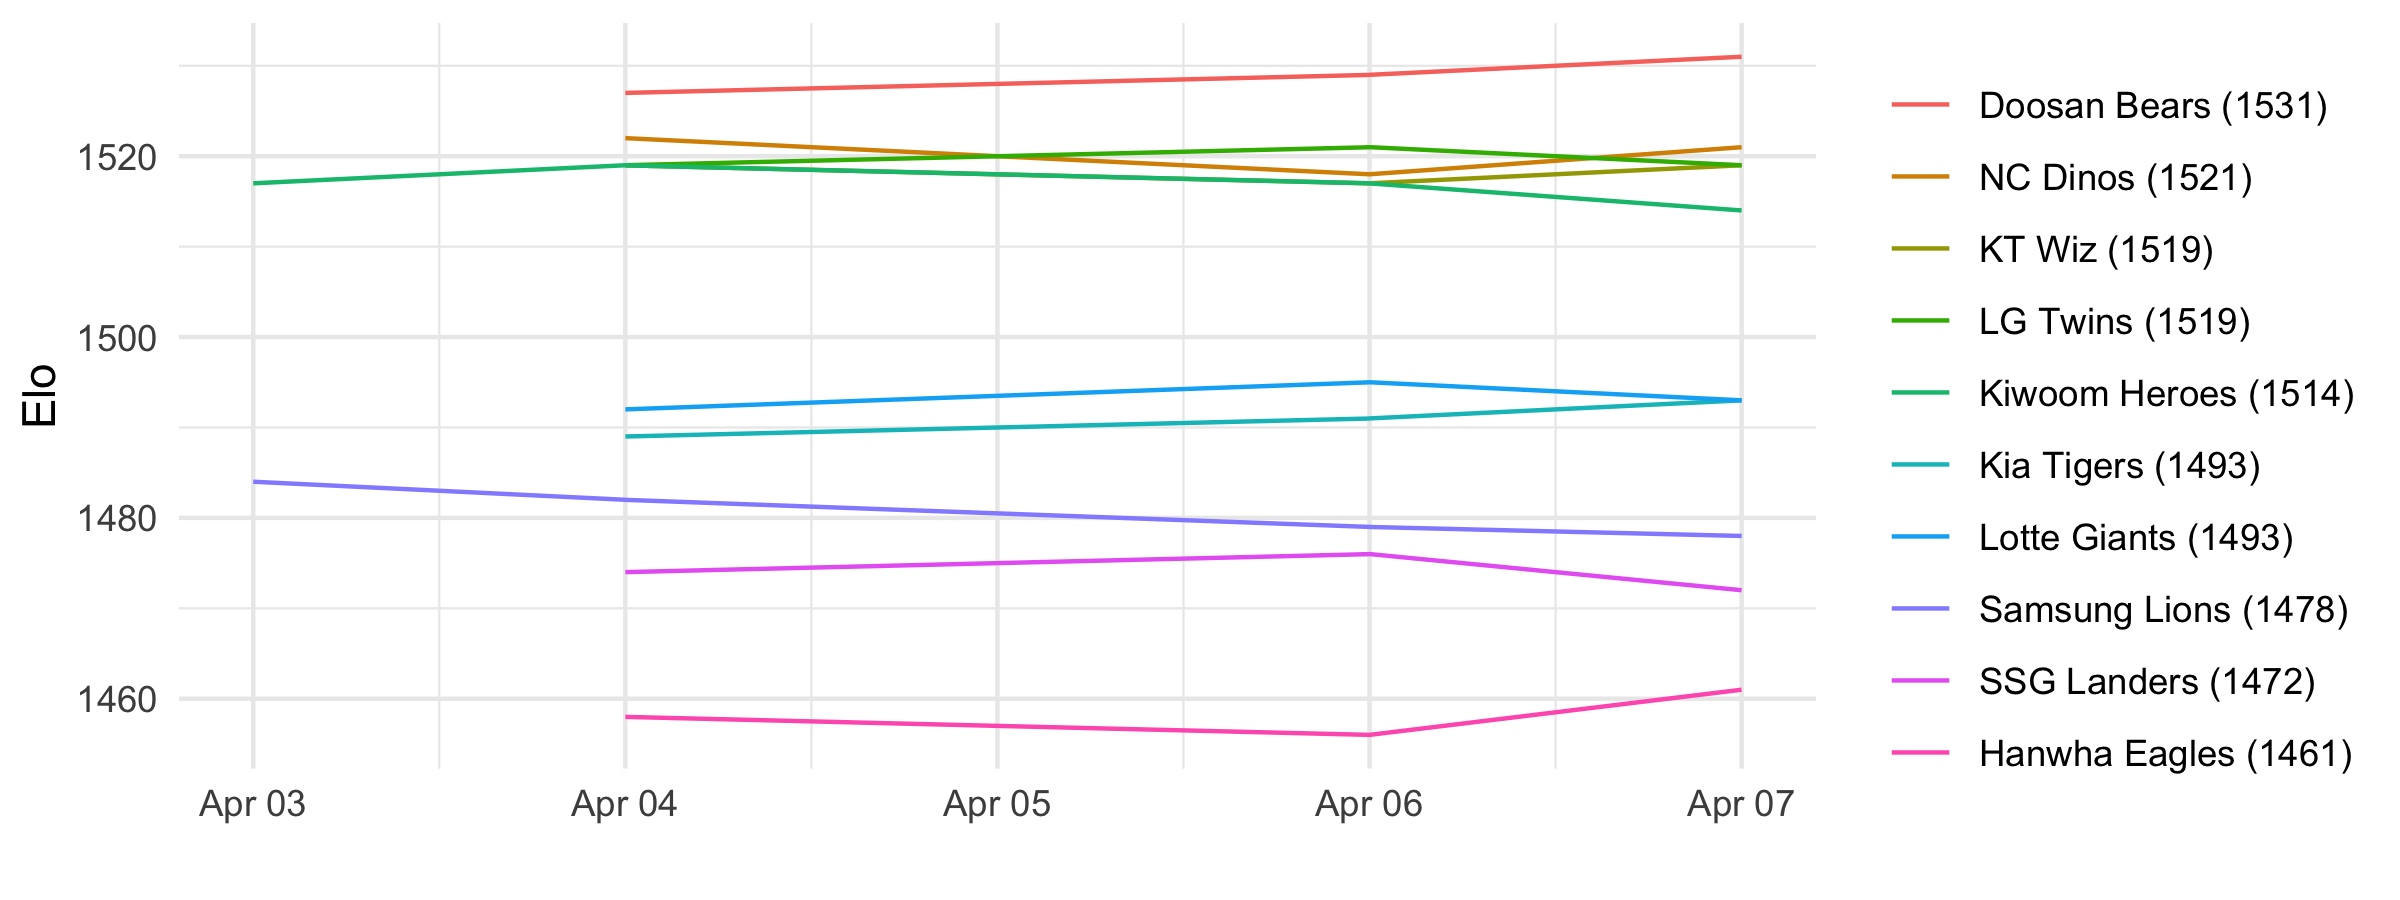 Elo
1520
1500
1480
1460
Apr 03
Apr 04
Apr 05
Apr 06
Apr 07
Doosan Bears (1531)
NC Dinos (1521)
KT Wiz (1519)
LG Twins (1519)
Kiwoom Heroes (1514)
Kia Tigers (1493)
Lotte Giants (1493)
Samsung Lions (1478)
SSG Landers (1472)
Hanwha Eagles (1461)